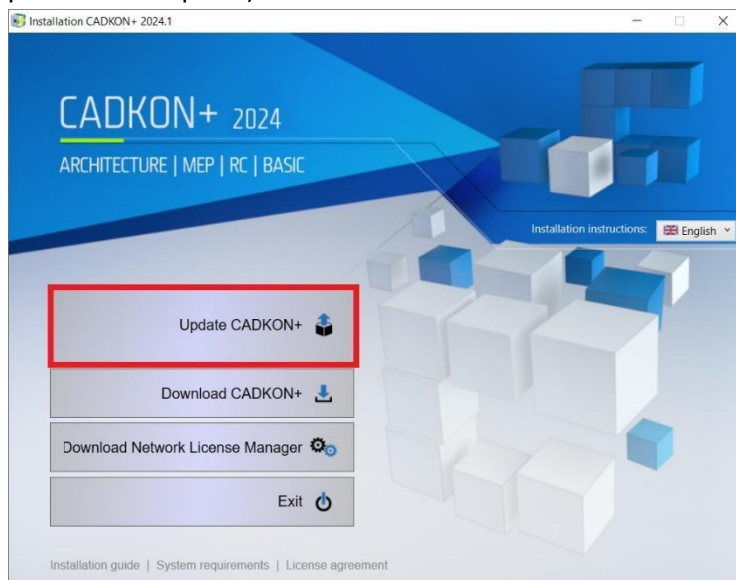 Installation CADKON+ 2024.1
CADKON+ 2024
ARCHITECTURE | MEP | RC | BASIC
Installation instructions: English
Update CADKON+
Download CADKON+
Download Network License Manager
Exit
Installation guide | System requirements | License agreement